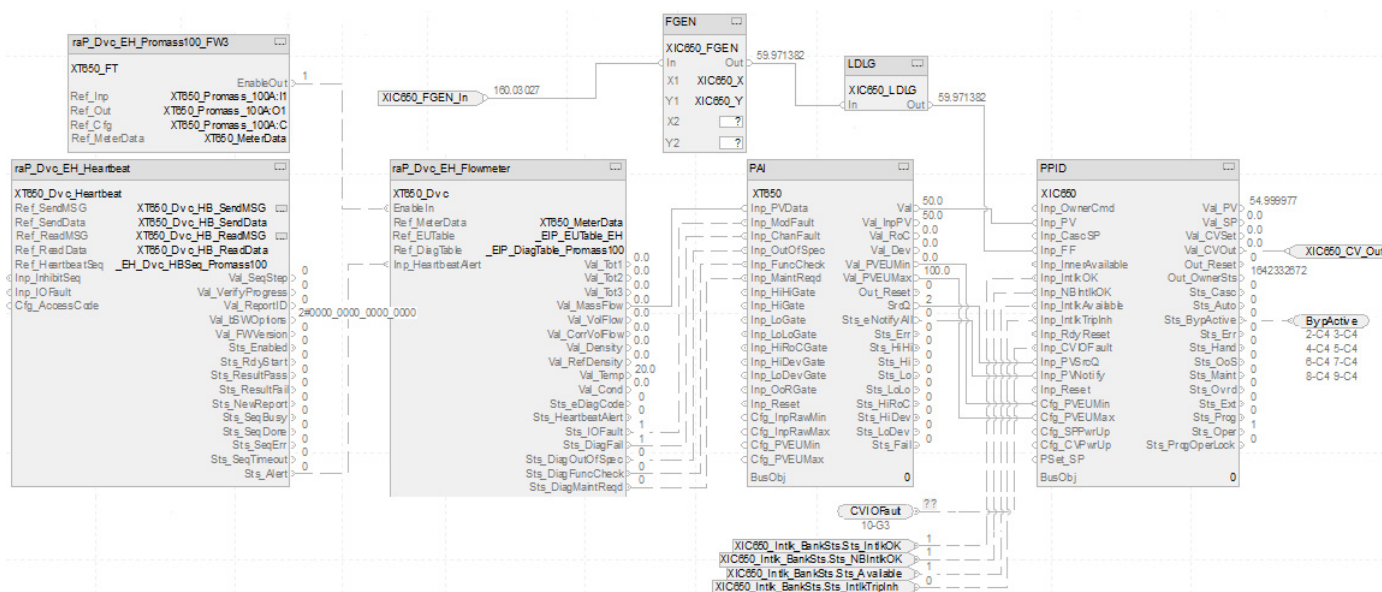 FGEN
XIC650_FGEN
In Out 59.971382
X1 XIC650_X
Y1 XIC650_Y
X2 ?
Y2 ?
raP_Dvc_EH_Promass100_FW3
XT650_FT
EnableOut 1
Ref_Inp XT650_Promass_100A:I1
Ref_Out XT650_Promass_100A:O1
Ref_Cfg XT650_Promass_100A:C
Ref_MeterData XT650_MeterData
XIC650_FGEN_In 160.03027
LDLG
XIC650_LDLG
In Out 59.971382
raP_Dvc_EH_Heartbeat
XT650_Dvc_Heartbeat
Ref_SendMSG XT650_Dvc_HB_SendMSG
Ref_SendData XT650_Dvc_HB_SendData
Ref_ReadMSG XT650_Dvc_HB_ReadMSG
Ref_ReadData XT650_Dvc_HB_ReadData
Ref_HeartbeatSeq _EH_Dvc_HBSeq_Promass100
Inp_InhibitSeq Val_SeqStep 0
Inp_IOFault Val_VerifyProgress 0
Cfg_AccessCode Val_ReportID 0
Val_bSWOptions 2#0000_0000_0000_0000
Val_FWVersion 0
Sts_Enabled 0
Sts_RdyStart 0
Sts_ResultPass 0
Sts_ResultFail 0
Sts_NewReport 0
Sts_SeqBusy 0
Sts_SeqDone 0
Sts_SeqErr 0
Sts_SeqTimeout 0
Sts_Alert 0
raP_Dvc_EH_Flowmeter
XT650_Dvc
EnableIn
Ref_MeterData XT650_MeterData
Ref_EUTable _EIP_EUTable_EH
Ref_DiagTable _EIP_DiagTable_Promass100
Inp_HeartbeatAlert
Val_Tot1 0.0
Val_Tot2 0.0
Val_Tot3 0.0
Val_MassFlow 0.0
Val_VolFlow 0.0
Val_CorrVolFlow 0.0
Val_Density 0.0
Val_RefDensity 0.0
Val_Temp 20.0
Val_Cond 0.0
Sts_eDiagCode 0
Sts_HeartbeatAlert 0
Sts_IOFault 1
Sts_DiagFail 1
Sts_DiagOutOfSpec 0
Sts_DiagFuncCheck 0
Sts_DiagMaintReqd 0
PAI
XT650
Inp_PVData Val 50.0
Inp_ModFault Val_InpPV 50.0
Inp_ChanFault Val_RoC 0.0
Inp_OutOfSpec Val_Dev 0.0
Inp_FuncCheck Val_PVEUMin 0.0
Inp_MaintReqd Val_PVEUMax 100.0
Inp_HiHiGate Out_Reset 0
Inp_HiGate SrcQ 2
Inp_LoGate Sts_eNotifyAll 0
Inp_LoLoGate Sts_Err 0
Inp_HiRoCGate Sts_HiHi 0
Inp_HiDevGate Sts_Hi 0
Inp_LoDevGate Sts_Lo 0
Inp_OoRGate Sts_LoLo 0
Inp_Reset Sts_HiRoC 0
Cfg_InpRawMin Sts_HiDev 0
Cfg_InpRawMax Sts_LoDev 0
Cfg_PVEUMin Sts_Fail 0
Cfg_PVEUMax
BusObj 0
PPID
XIC650
Inp_OwnerCmd Val_PV 54.999977
Inp_PV Val_SP 0.0
Inp_CascSP Val_CVSet 0.0
Inp_FF Val_CVOut 0.0
Inp_InnerAvailable Out_Reset 0
Inp_IntlkOK Out_OwnerSts 1642332672
Inp_NBIntlkOK Sts_Casc 0
Inp_IntlkAvailable Sts_Auto 0
Inp_IntlkTripInh Sts_BypActive 0
Inp_RdyReset Sts_Err 0
Inp_CVIOFault Sts_Hand 0
Inp_PVSrcQ Sts_OoS 0
Inp_PVNotify Sts_Maint 0
Inp_Reset Sts_Ovrd 0
Cfg_PVEUMin Sts_Ext 0
Cfg_PVEUMax Sts_Prog 0
Cfg_SPPwrUp Sts_Oper 1
Cfg_CVPwrUp Sts_ProgOperLock 0
PSet_SP
BusObj 0
XIC650_CV_Out
BypActive
2-C4 3-C4
4-C4 5-C4
6-C4 7-C4
8-C4 9-C4
CVIOFault ??
10-G3
XIC650_Intlk_BankSts.Sts_IntlkOK 1
XIC650_Intlk_BankSts.Sts_NBIntlkOK 1
XIC650_Intlk_BankSts.Sts_Available 1
XIC650_Intlk_BankSts.Sts_IntlkTripInh 0